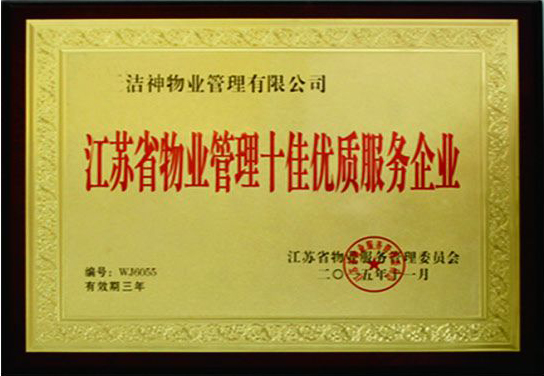 洁神物业管理有限公司
江苏省物业管理十佳优质服务企业
江苏省物业服务管理委员会
二〇一五年十一月
编号：WJ6055
有效期三年